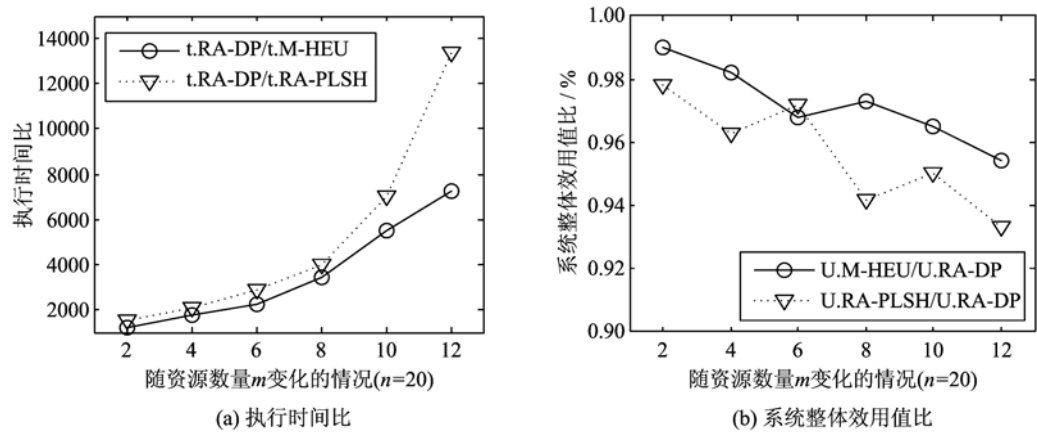 执行时间比
14000
12000
10000
8000
6000
4000
2000
t.RA-DP/t.M-HEU
t.RA-DP/t.RA-PLSH
2 4 6 8 10 12
随资源数量m变化的情况(n=20)
(a) 执行时间比
系统整体效用值比 / %
1.00
0.98
0.96
0.94
0.92
0.90
U.M-HEU/U.RA-DP
U.RA-PLSH/U.RA-DP
2 4 6 8 10 12
随资源数量m变化的情况(n=20)
(b) 系统整体效用值比